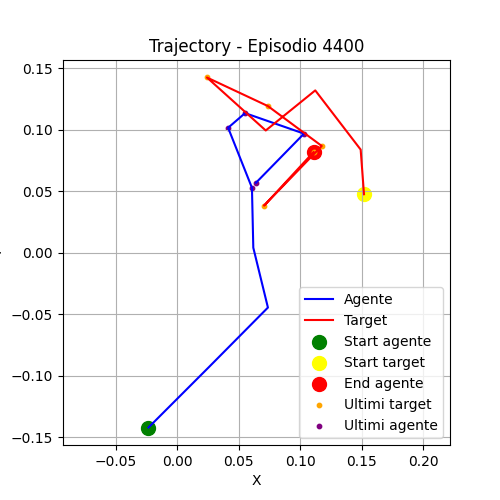 Trajectory - Episodio 4400
0.15
0.10
0.05
0.00
−0.05
−0.10
−0.15
−0.05
0.00
0.05
0.10
0.15
0.20
X
Agente
Target
Start agente
Start target
End agente
Ultimi target
Ultimi agente